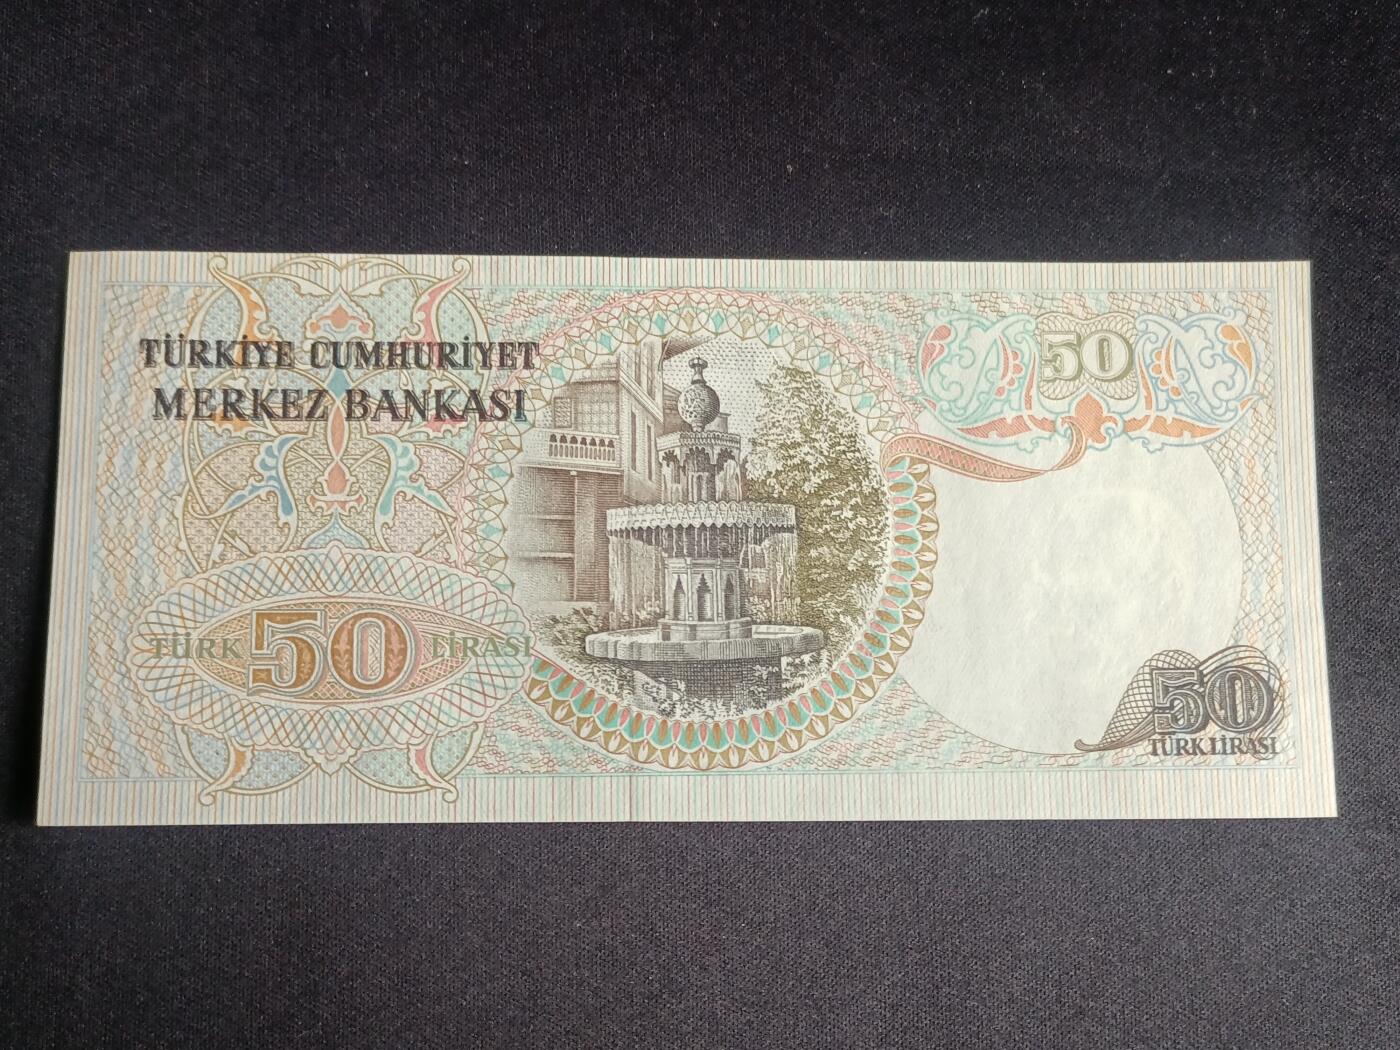 TÜRKİYE CUMHURİYET
MERKEZ BANKASI
50
TÜRK 50 LİRASI
50
TÜRK LİRASI